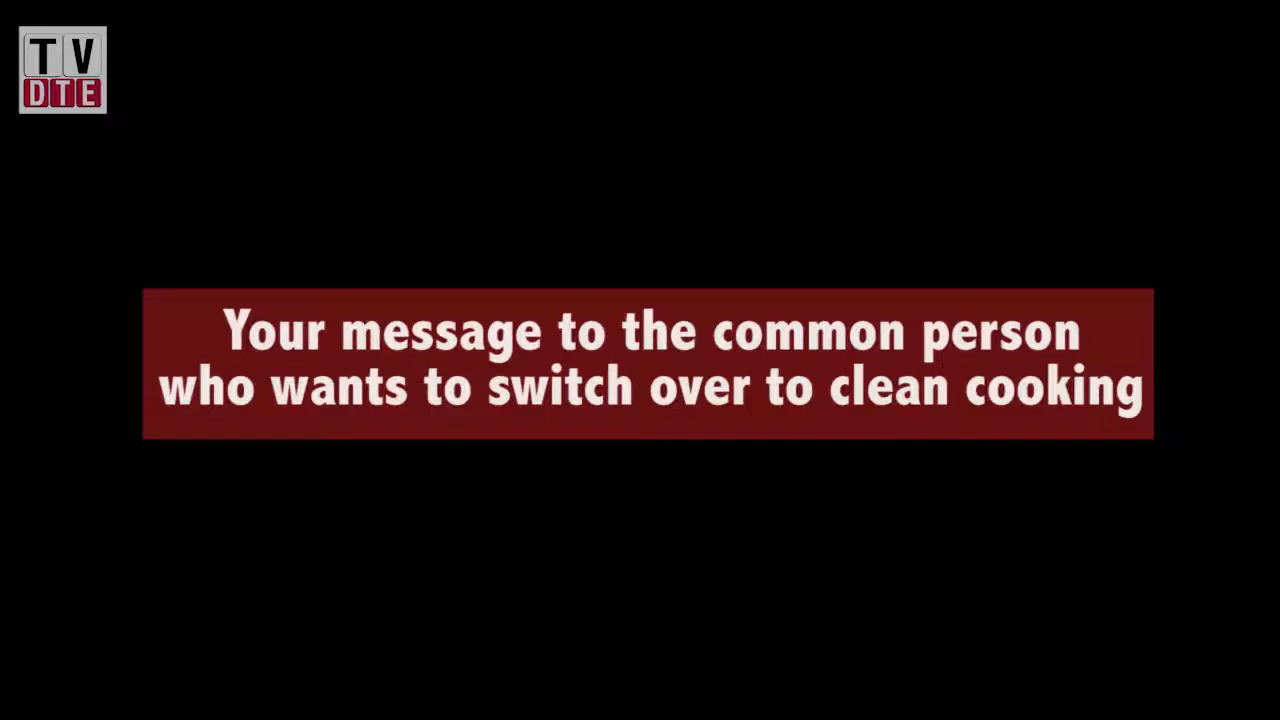 TV
DTE
Your message to the common person
who wants to switch over to clean cooking